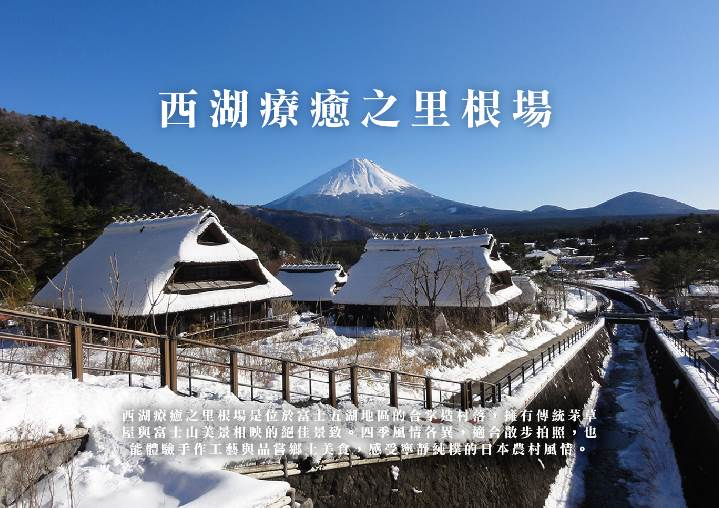 西湖療癒之里根場
西湖療癒之里根場是位於富士五湖地區的合掌造村落，擁有傳統茅草
屋與富士山美景相映的絕佳景致。四季風情各異，適合散步拍照，也
能體驗手作工藝與品嘗鄉土美食，感受寧靜純樸的日本農村風情。